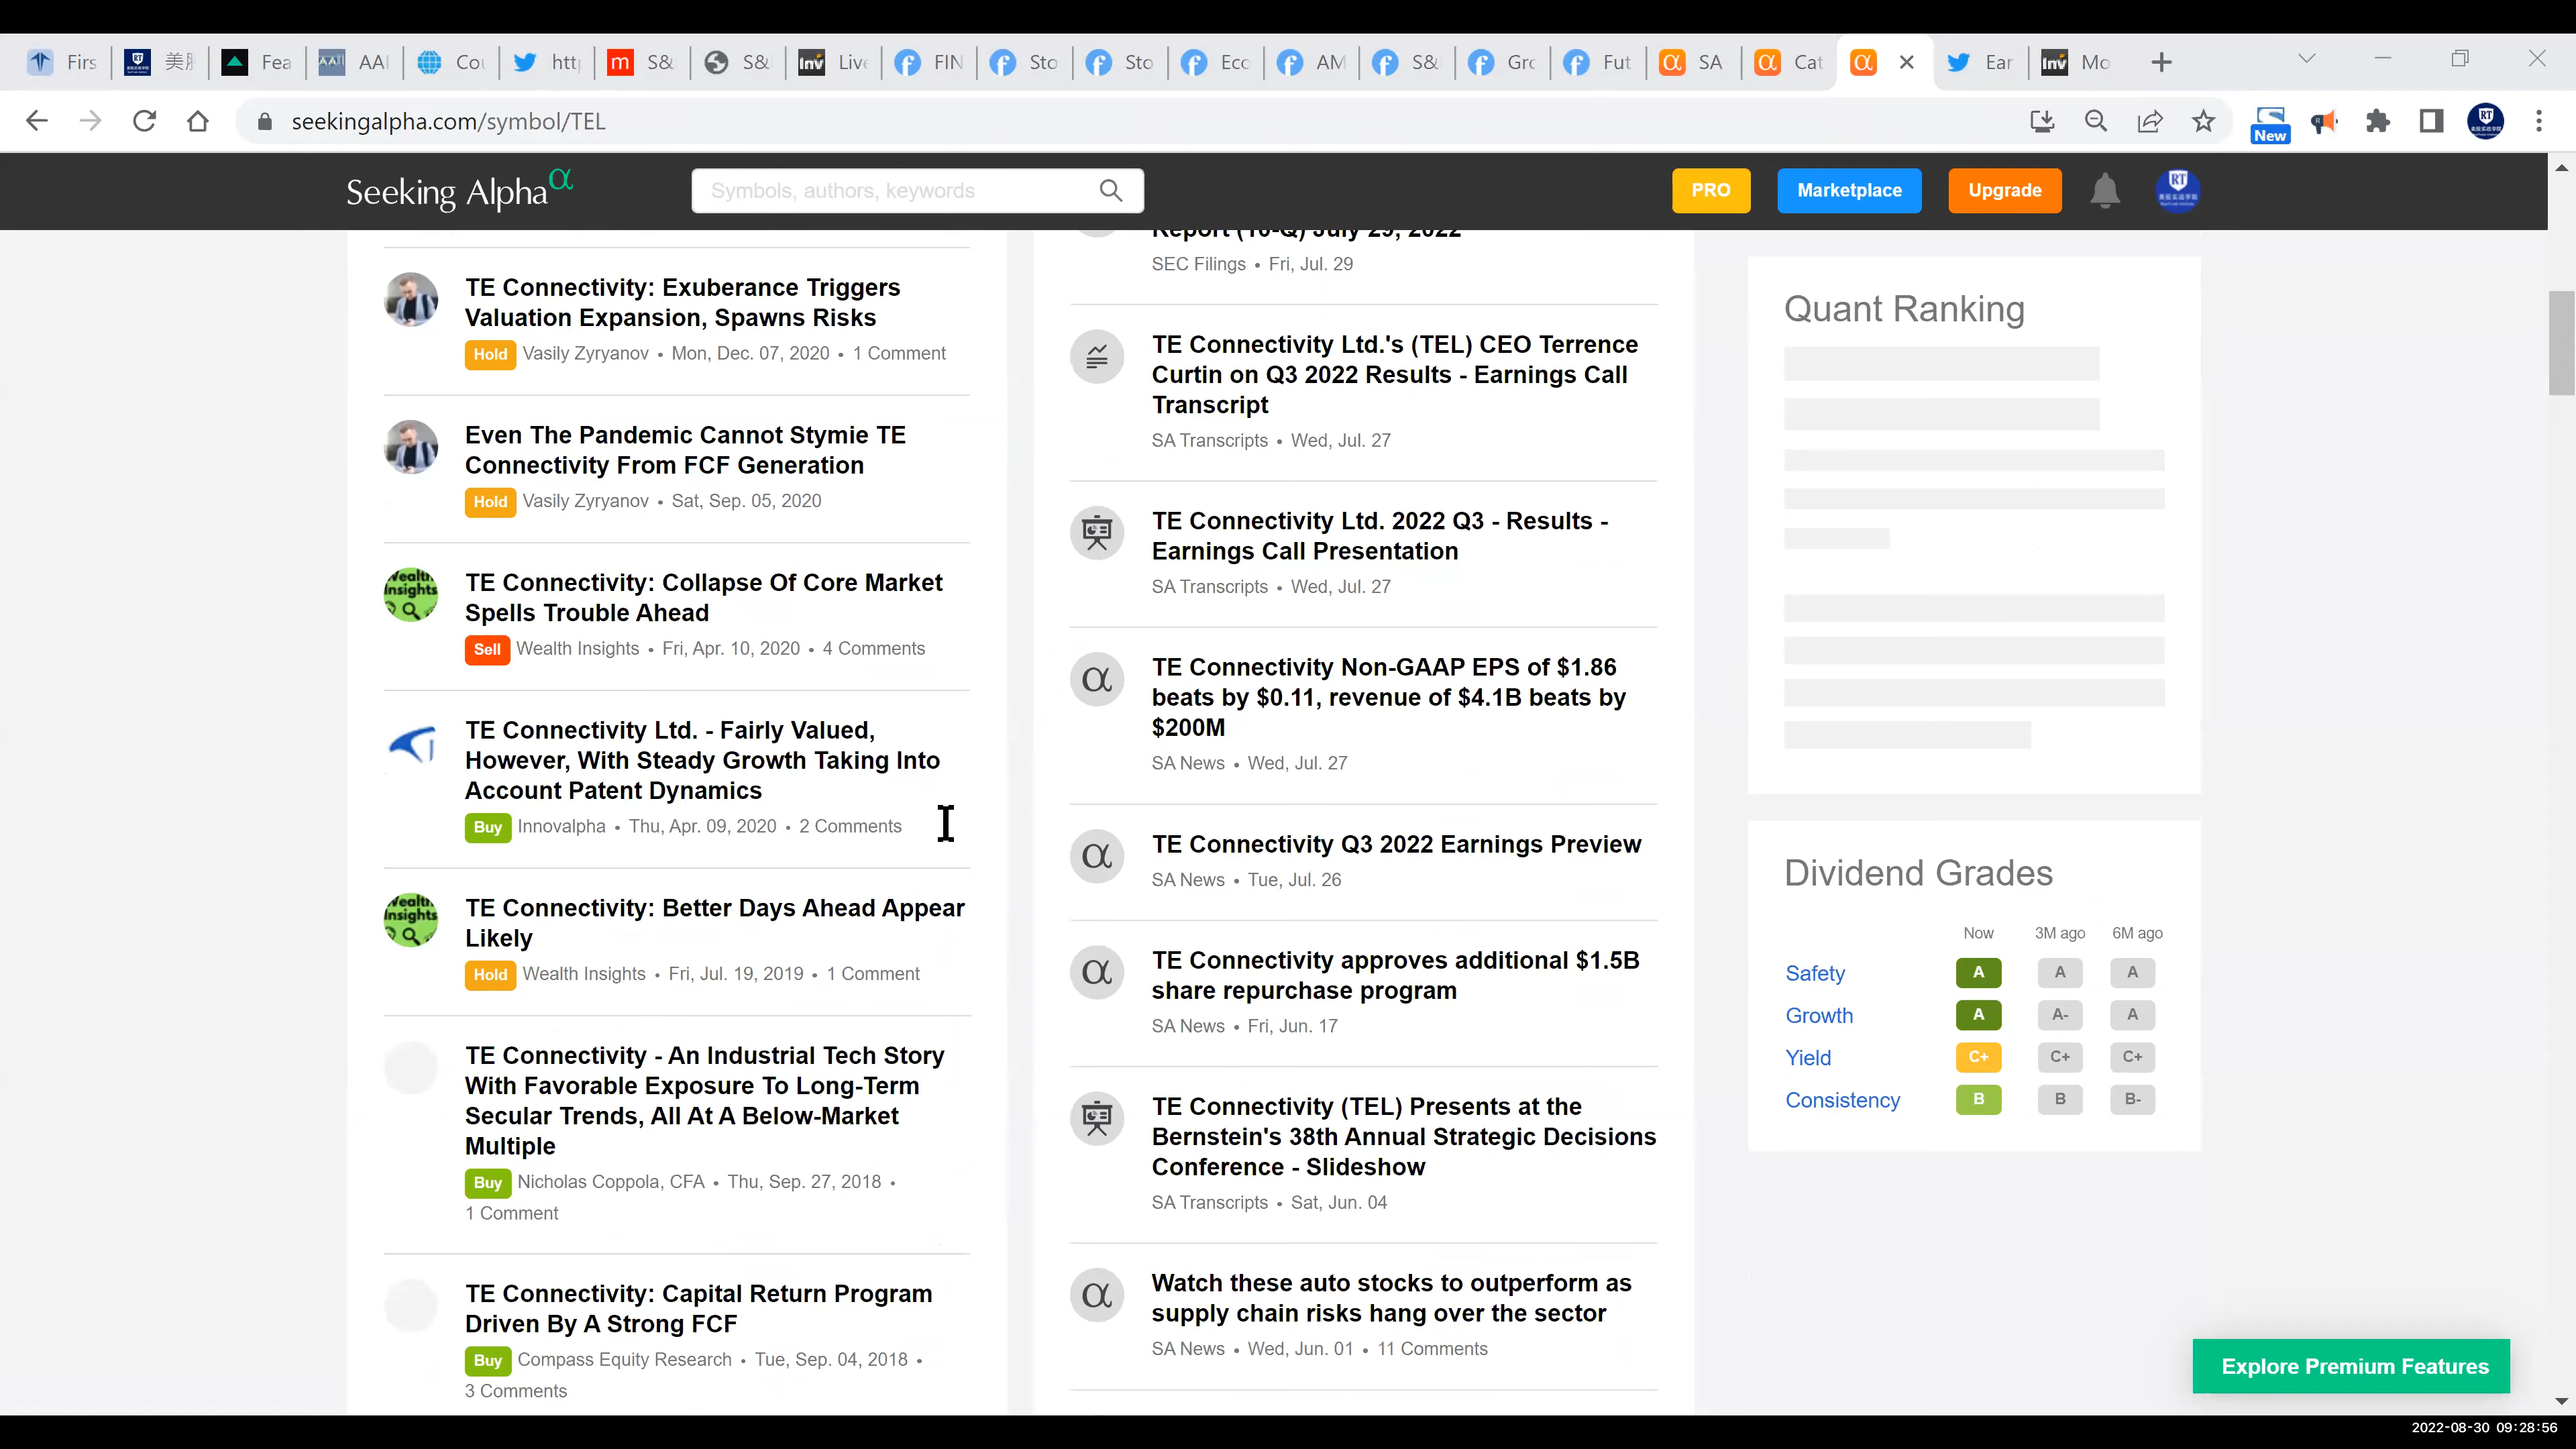 Firs
美
Fea
AAI
Cou
http
S&
S&
Live
FIN
Sto
Sto
Eco
AM
S&
Gro
Fut
SA
Cat
Ear
Mo
seekingalpha.com/symbol/TEL
New
Seeking Alpha α
Symbols, authors, keywords
PRO
Marketplace
Upgrade
RT
TE Connectivity: Exuberance Triggers
Valuation Expansion, Spawns Risks
Hold Vasily Zyryanov • Mon, Dec. 07, 2020 • 1 Comment
Even The Pandemic Cannot Stymie TE
Connectivity From FCF Generation
Hold Vasily Zyryanov • Sat, Sep. 05, 2020
TE Connectivity: Collapse Of Core Market
Spells Trouble Ahead
Sell Wealth Insights • Fri, Apr. 10, 2020 • 4 Comments
TE Connectivity Ltd. - Fairly Valued,
However, With Steady Growth Taking Into
Account Patent Dynamics
Buy Innovalpha • Thu, Apr. 09, 2020 • 2 Comments
TE Connectivity: Better Days Ahead Appear
Likely
Hold Wealth Insights • Fri, Jul. 19, 2019 • 1 Comment
TE Connectivity - An Industrial Tech Story
With Favorable Exposure To Long-Term
Secular Trends, All At A Below-Market
Multiple
Buy Nicholas Coppola, CFA • Thu, Sep. 27, 2018 •
1 Comment
TE Connectivity: Capital Return Program
Driven By A Strong FCF
Buy Compass Equity Research • Tue, Sep. 04, 2018 •
3 Comments
Report (10-Q) July 29, 2022
SEC Filings • Fri, Jul. 29
TE Connectivity Ltd.'s (TEL) CEO Terrence
Curtin on Q3 2022 Results - Earnings Call
Transcript
SA Transcripts • Wed, Jul. 27
TE Connectivity Ltd. 2022 Q3 - Results -
Earnings Call Presentation
SA Transcripts • Wed, Jul. 27
TE Connectivity Non-GAAP EPS of $1.86
beats by $0.11, revenue of $4.1B beats by
$200M
SA News • Wed, Jul. 27
TE Connectivity Q3 2022 Earnings Preview
SA News • Tue, Jul. 26
TE Connectivity approves additional $1.5B
share repurchase program
SA News • Fri, Jun. 17
TE Connectivity (TEL) Presents at the
Bernstein's 38th Annual Strategic Decisions
Conference - Slideshow
SA Transcripts • Sat, Jun. 04
Watch these auto stocks to outperform as
supply chain risks hang over the sector
SA News • Wed, Jun. 01 • 11 Comments
Quant Ranking
Dividend Grades
Now 3M ago 6M ago
Safety A A A
Growth A A- A
Yield C+ C+ C+
Consistency B B B-
Explore Premium Features
2022-08-30 09:28:56